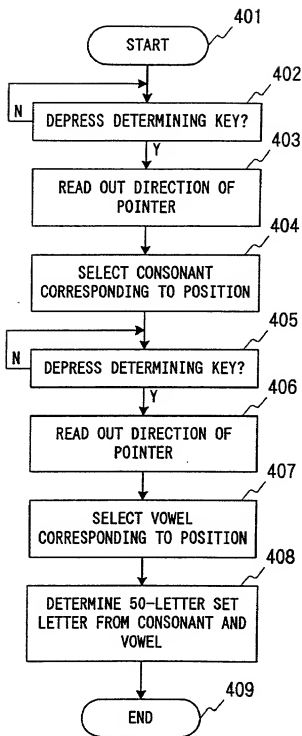 START
401
402
N
DEPRESS DETERMINING KEY?
Y
403
READ OUT DIRECTION OF
POINTER
404
SELECT CONSONANT
CORRESPONDING TO POSITION
405
N
DEPRESS DETERMINING KEY?
Y
406
READ OUT DIRECTION OF
POINTER
407
SELECT VOWEL
CORRESPONDING TO POSITION
408
DETERMINE 50-LETTER SET
LETTER FROM CONSONANT AND
VOWEL
END
409